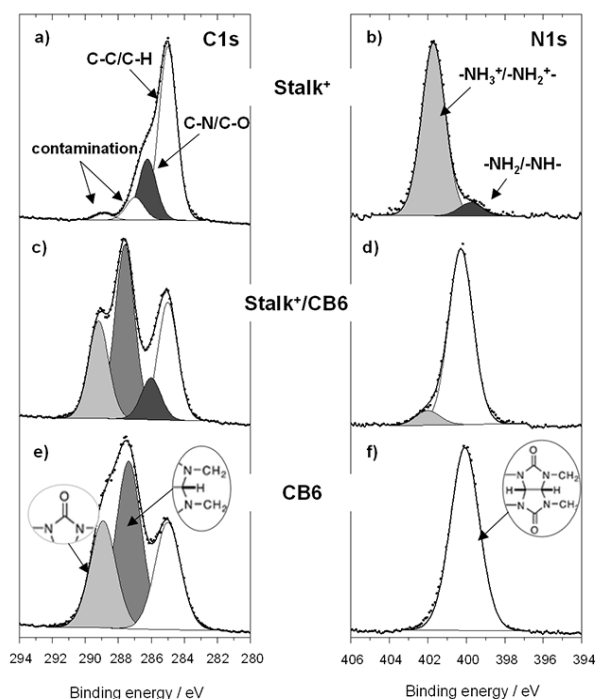 a)
C1s
C-C/C-H
C-N/C-O
contamination
Stalk⁺
b)
N1s
-NH₃⁺/-NH₂⁺-
-NH₂/-NH-
c)
Stalk⁺/CB6
d)
e)
O
N
N
N—CH₂
H
N—CH₂
CB6
f)
O
N
N—CH₂
H
H
N
N—CH₂
O
294 292 290 288 286 284 282 280
406 404 402 400 398 396 394
Binding energy / eV
Binding energy / eV